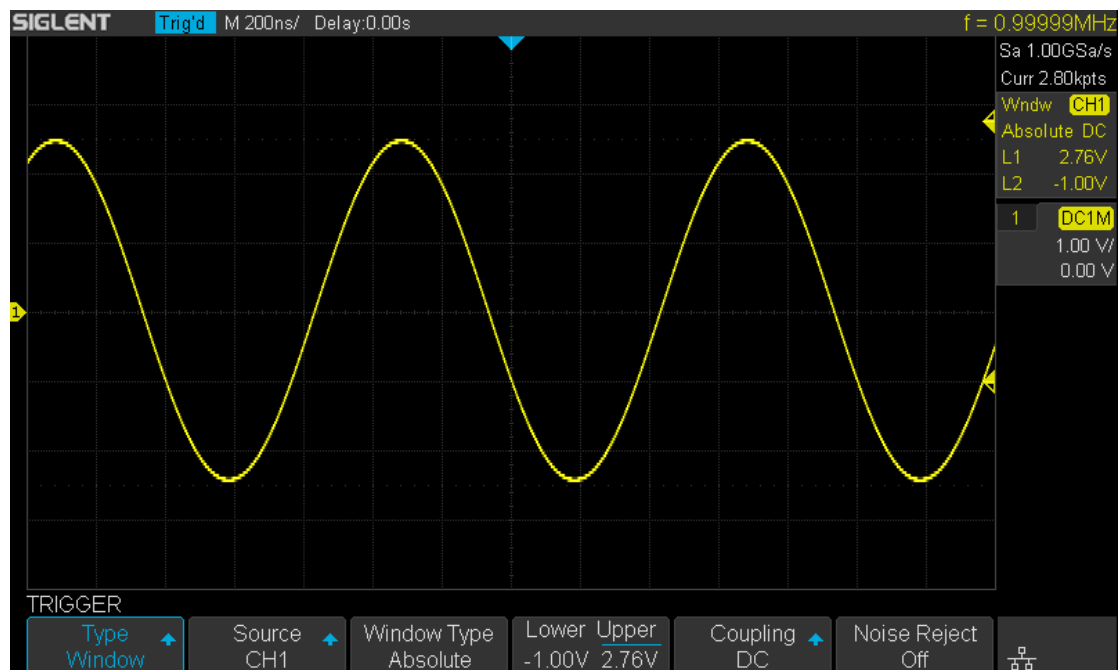 SIGLENT Trig'd M 200ns/ Delay:0.00s f = 0.99999MHz
Sa 1.00GSa/s
Curr 2.80kpts
Wndw CH1
Absolute DC
L1 2.76V
L2 -1.00V
1 DC1M
1.00 V/
0.00 V
1
TRIGGER
Type Source Window Type Lower Upper Coupling Noise Reject
Window CH1 Absolute -1.00V 2.76V DC Off